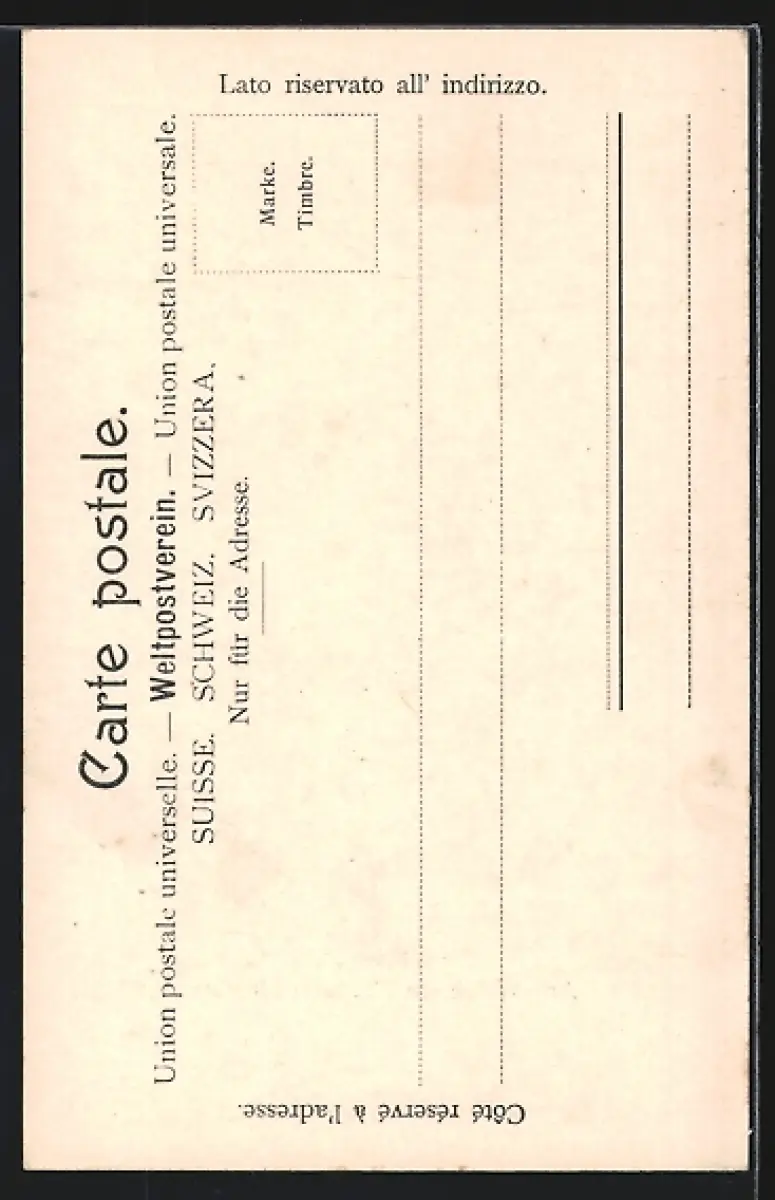 Carte postale.
Union postale universelle. — Weltpostverein. — Union postale universale.
SUISSE. SCHWEIZ. SVIZZERA.
Nur für die Adresse.
Marke.
Timbre.
Côté réservé à l'adresse.
Lato riservato all' indirizzo.